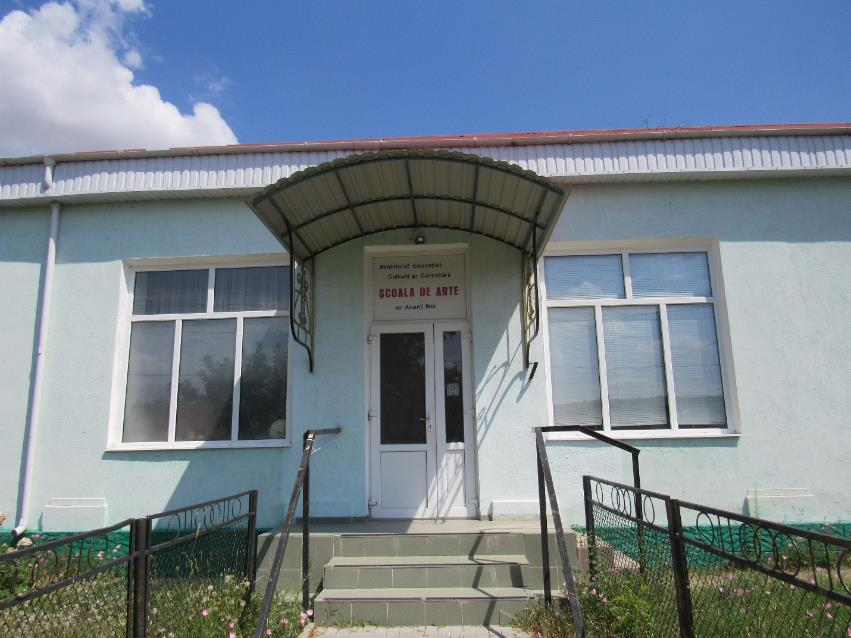 Ministerul Educației
Culturii și Cercetării
ȘCOALA DE ARTE
or. Anenii Noi